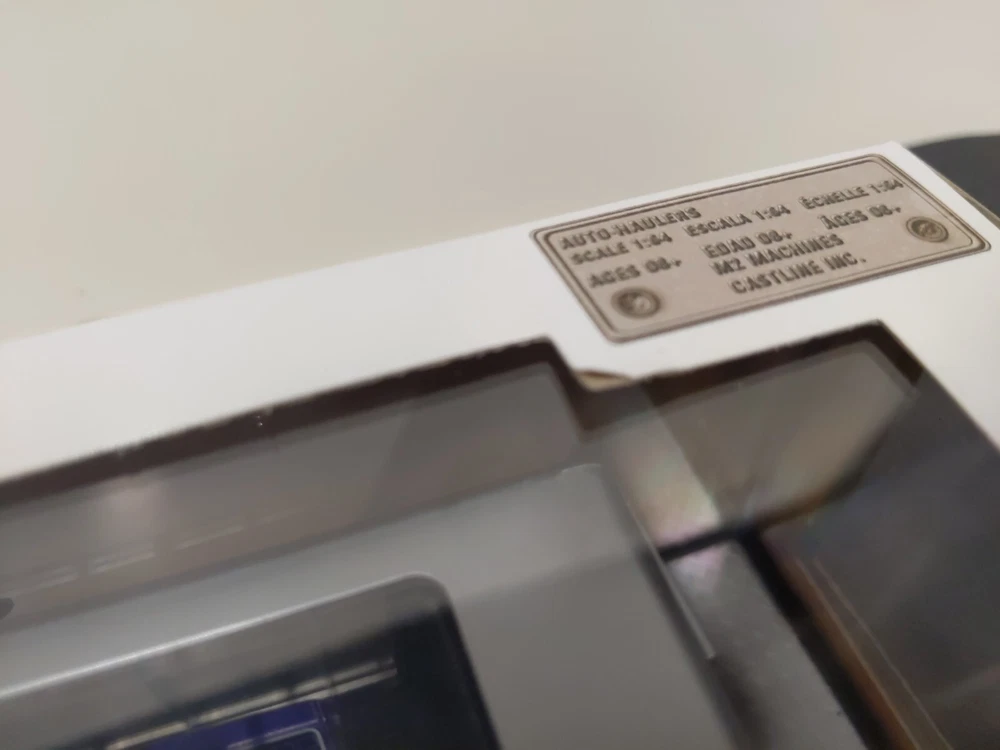 AUTO-HAULERS
SCALE 1:64 ESCALA 1:64 ÉCHELLE 1:64
AGES 08+ EDAD 08+ ÂGES 08+
M2 MACHINES
CASTLINE INC.